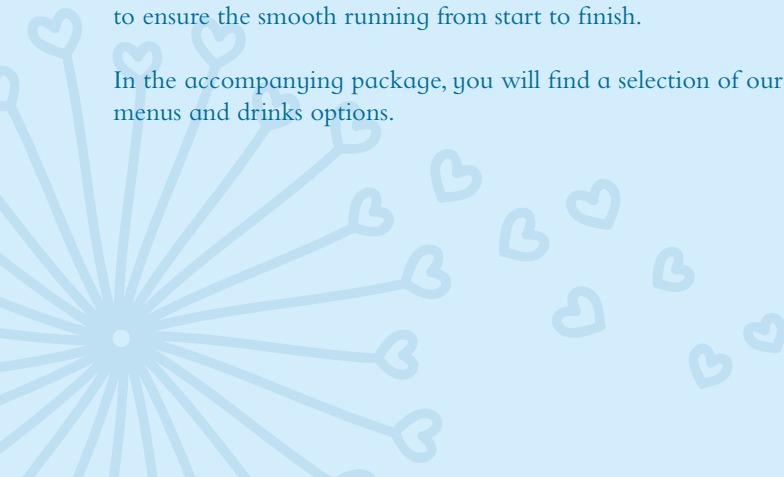 to ensure the smooth running from start to finish.
In the accompanying package, you will find a selection of our
menus and drinks options.